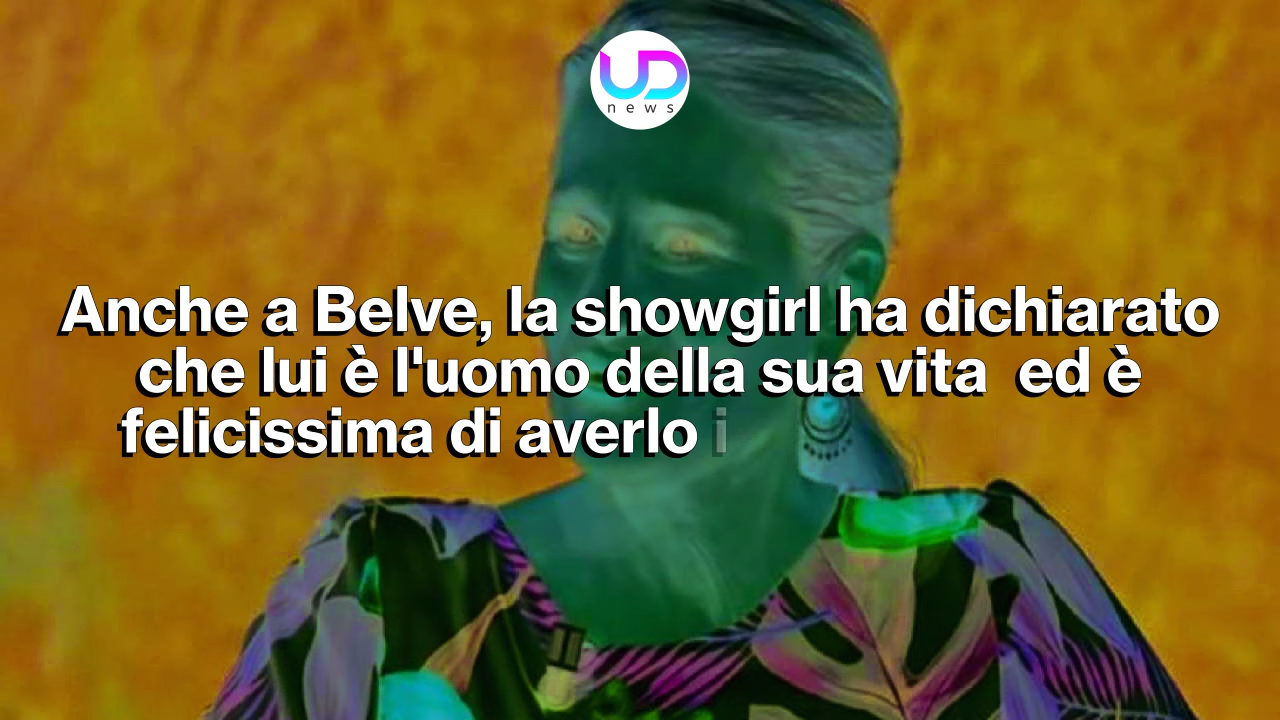 UD
news
Anche a Belve, la showgirl ha dichiarato
che lui è l'uomo della sua vita  ed è
felicissima di averlo i